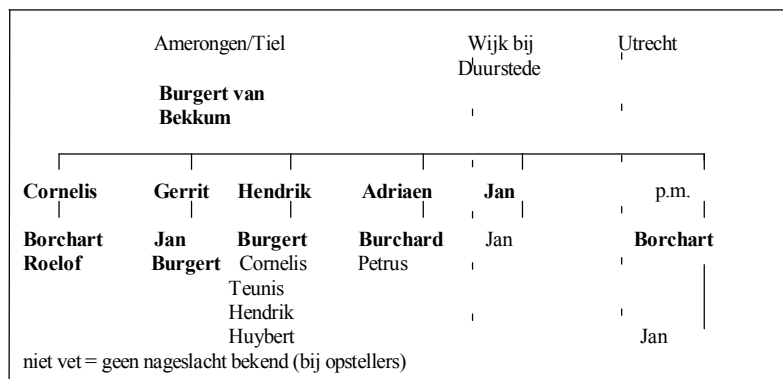 Amerongen/Tiel Wijk bij Utrecht
Duurstede
Burgert van
Bekkum
Cornelis Gerrit Hendrik Adriaen Jan p.m.
Borchart Jan Burgert Burchard Jan Borchart
Roelof Burgert Cornelis Petrus
Teunis
Hendrik
Huybert Jan
niet vet = geen nageslacht bekend (bij opstellers)